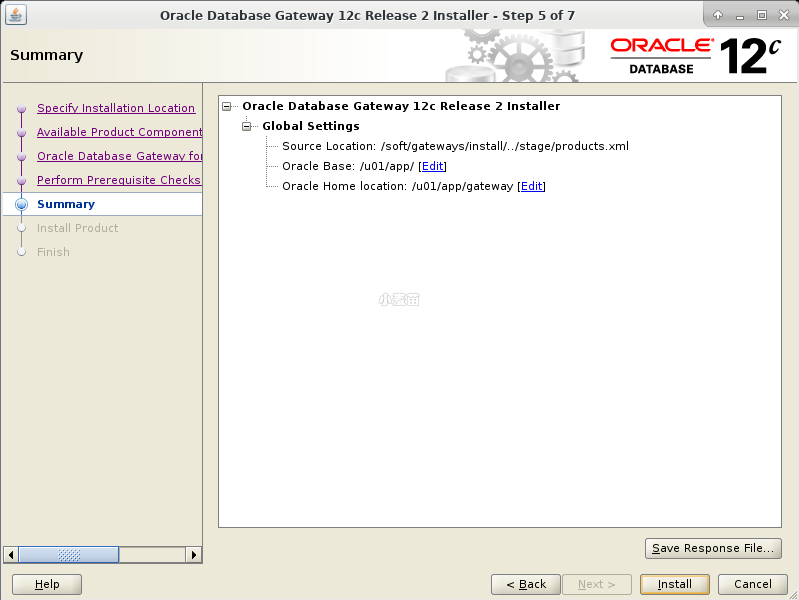 Oracle Database Gateway 12c Release 2 Installer - Step 5 of 7
Summary
ORACLE
DATABASE
12c
Specify Installation Location
Available Product Component
Oracle Database Gateway for
Perform Prerequisite Checks
Summary
Install Product
Finish
Oracle Database Gateway 12c Release 2 Installer
Global Settings
Source Location: /soft/gateways/install/../stage/products.xml
Oracle Base: /u01/app/ [Edit]
Oracle Home location: /u01/app/gateway [Edit]
Save Response File...
Help
< Back
Next >
Install
Cancel